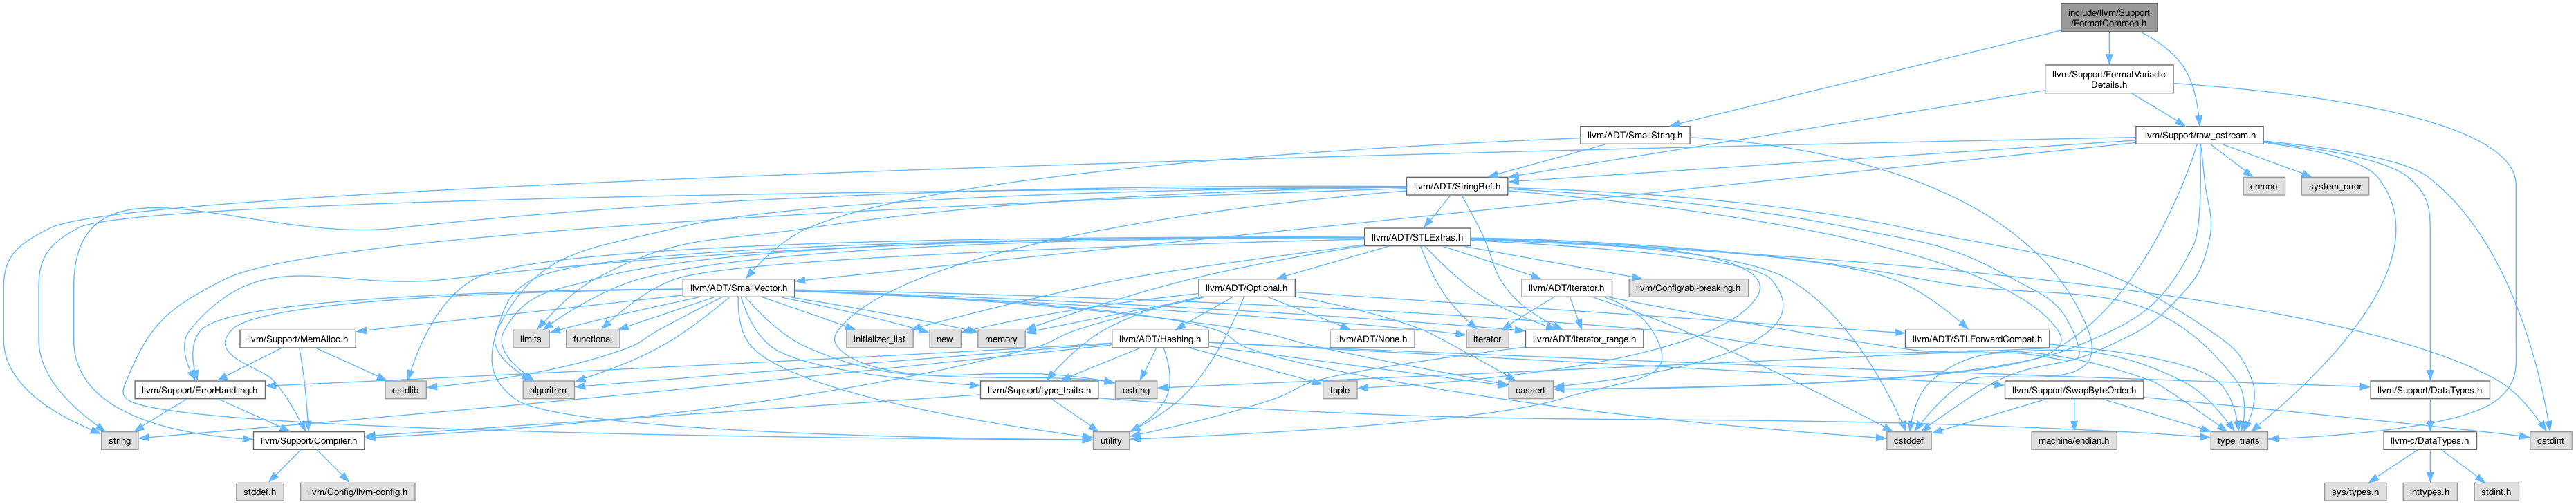 include/llvm/Support
/FormatCommon.h
llvm/Support/FormatVariadic
Details.h
llvm/ADT/SmallString.h
llvm/Support/raw_ostream.h
llvm/ADT/StringRef.h
chrono
system_error
llvm/ADT/STLExtras.h
llvm/ADT/SmallVector.h
llvm/ADT/Optional.h
llvm/ADT/iterator.h
llvm/Config/abi-breaking.h
llvm/Support/MemAlloc.h
limits
functional
initializer_list
new
memory
llvm/ADT/Hashing.h
llvm/ADT/None.h
iterator
llvm/ADT/iterator_range.h
llvm/ADT/STLForwardCompat.h
llvm/Support/ErrorHandling.h
cstdlib
algorithm
cstring
llvm/Support/type_traits.h
tuple
cassert
llvm/Support/SwapByteOrder.h
llvm/Support/DataTypes.h
string
llvm/Support/Compiler.h
utility
cstddef
machine/endian.h
type_traits
llvm-c/DataTypes.h
cstdint
stddef.h
llvm/Config/llvm-config.h
sys/types.h
inttypes.h
stdint.h